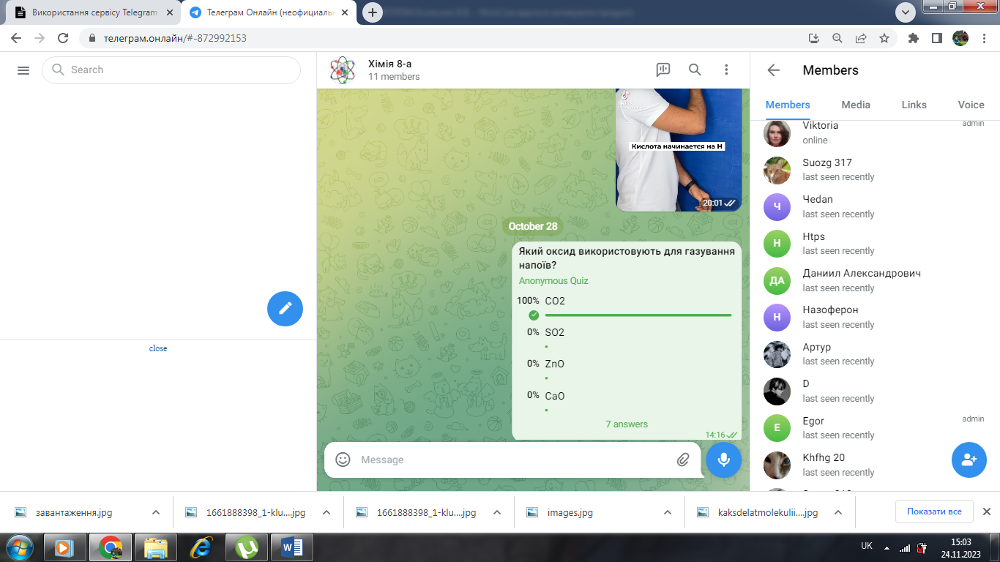 Використання сервісу Telegram
Телеграм Онлайн (неофициальн
телеграм.онлайн/#-872992153
Search
close
Хімія 8-а
11 members
Кислота начинается на H
20:01
October 28
Який оксид використовують для газування
напоїв?
Anonymous Quiz
100% CO2
0% SO2
0% ZnO
0% CaO
7 answers
14:16
Message
Members
Members Media Links Voice
Viktoria admin
online
Suozg 317
last seen recently
Чedan
last seen recently
Htps
last seen recently
ДА Даниил Александрович
last seen recently
Назоферон
last seen recently
Артур
last seen recently
D
last seen recently
Egor admin
last seen recently
Khfhg 20
last seen recently
завантаження.jpg
1661888398_1-klu....jpg
1661888398_1-klu....jpg
images.jpg
kaksdelatmolekulii....jpg
Показати все
UK
15:03
24.11.2023